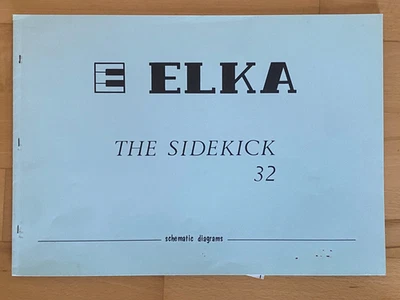 ELKA
THE SIDEKICK
32
schematic diagrams